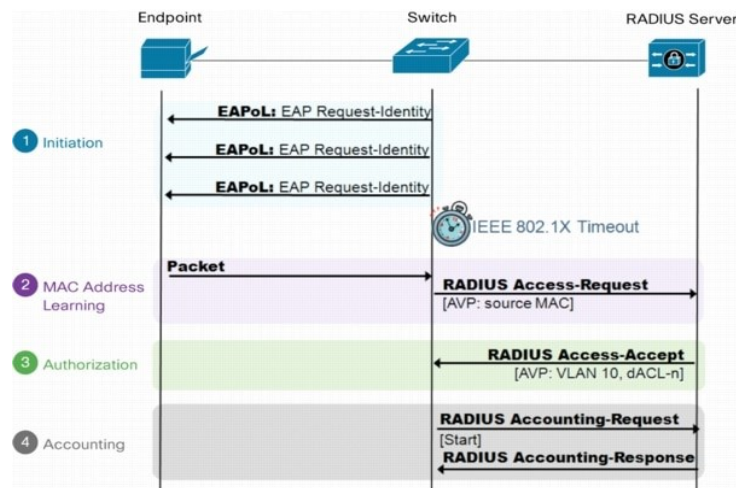 Endpoint
Switch
RADIUS Server
EAPoL: EAP Request-Identity
1 Initiation
EAPoL: EAP Request-Identity
EAPoL: EAP Request-Identity
IEEE 802.1X Timeout
Packet
2 MAC Address
Learning
RADIUS Access-Request
[AVP: source MAC]
3 Authorization
RADIUS Access-Accept
[AVP: VLAN 10, dACL-n]
4 Accounting
RADIUS Accounting-Request
[Start]
RADIUS Accounting-Response